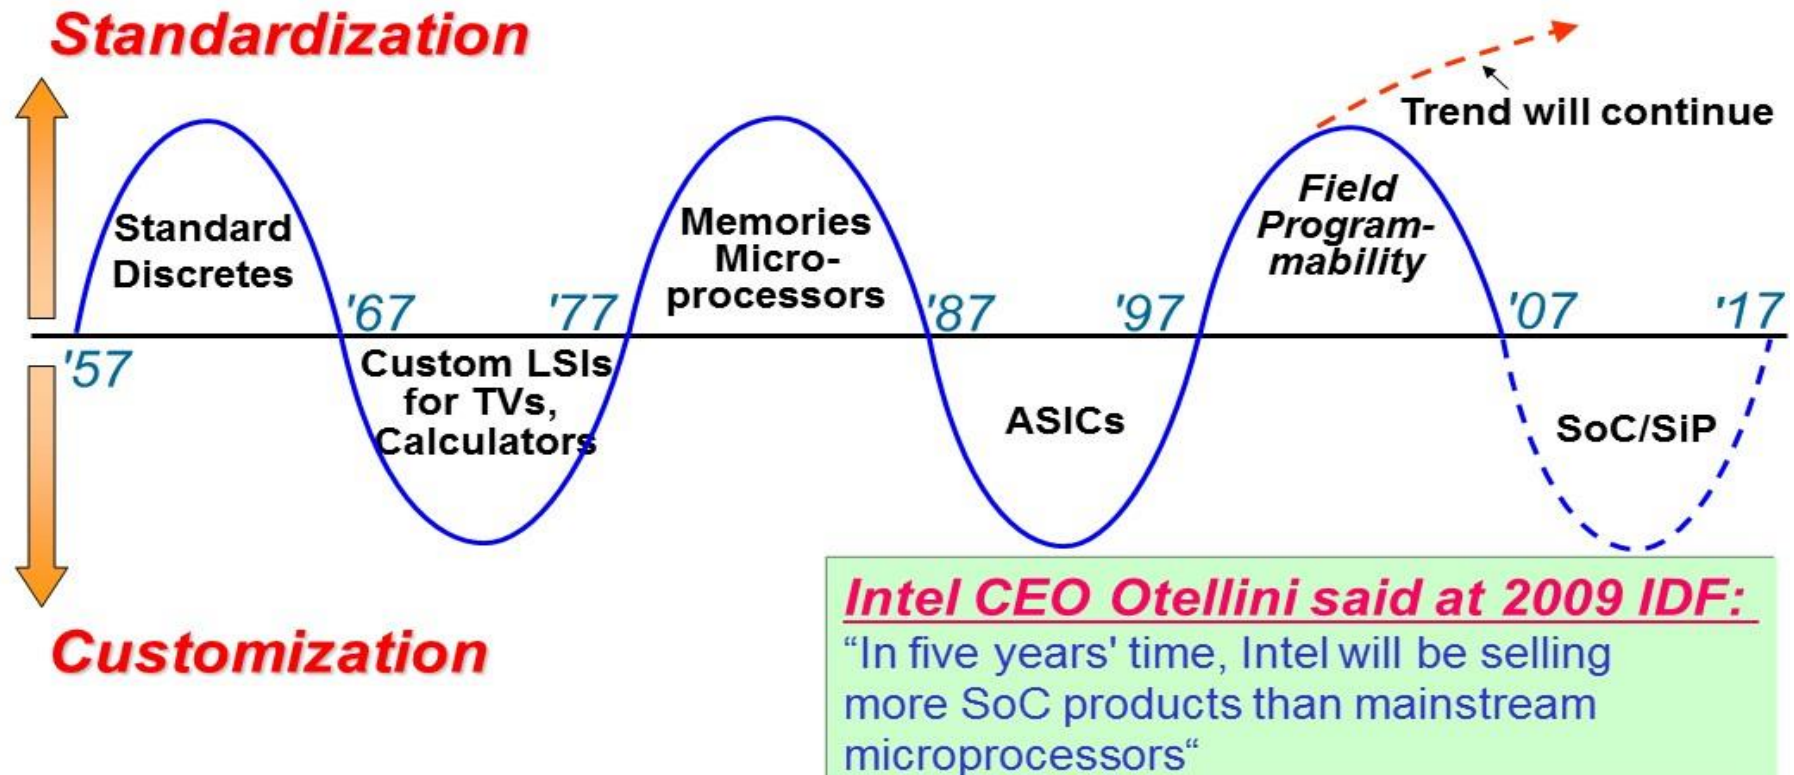 Standardization
Trend will continue
Standard
Discretes
Memories
Micro-
processors
Field
Program-
mability
'57
'67
'77
'87
'97
'07
'17
Custom LSIs
for TVs,
Calculators
ASICs
SoC/SiP
Customization
Intel CEO Otellini said at 2009 IDF:
“In five years' time, Intel will be selling
more SoC products than mainstream
microprocessors“